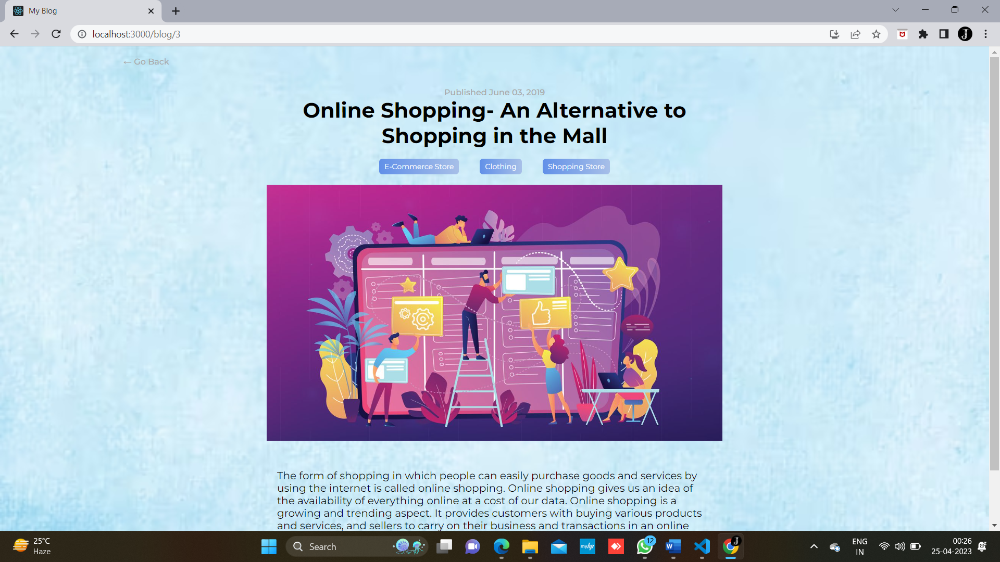 My Blog
localhost:3000/blog/3
← Go Back
Published June 03, 2019
Online Shopping- An Alternative to
Shopping in the Mall
E-Commerce Store
Clothing
Shopping Store
The form of shopping in which people can easily purchase goods and services by
using the internet is called online shopping. Online shopping gives us an idea of
the availability of everything online at a cost of our data. Online shopping is a
growing and trending aspect. It provides customers with buying various products
and services, and sellers to carry on their business and transactions in an online
25°C
Haze
Search
myhp
12
W
ENG
IN
00:26
25-04-2023